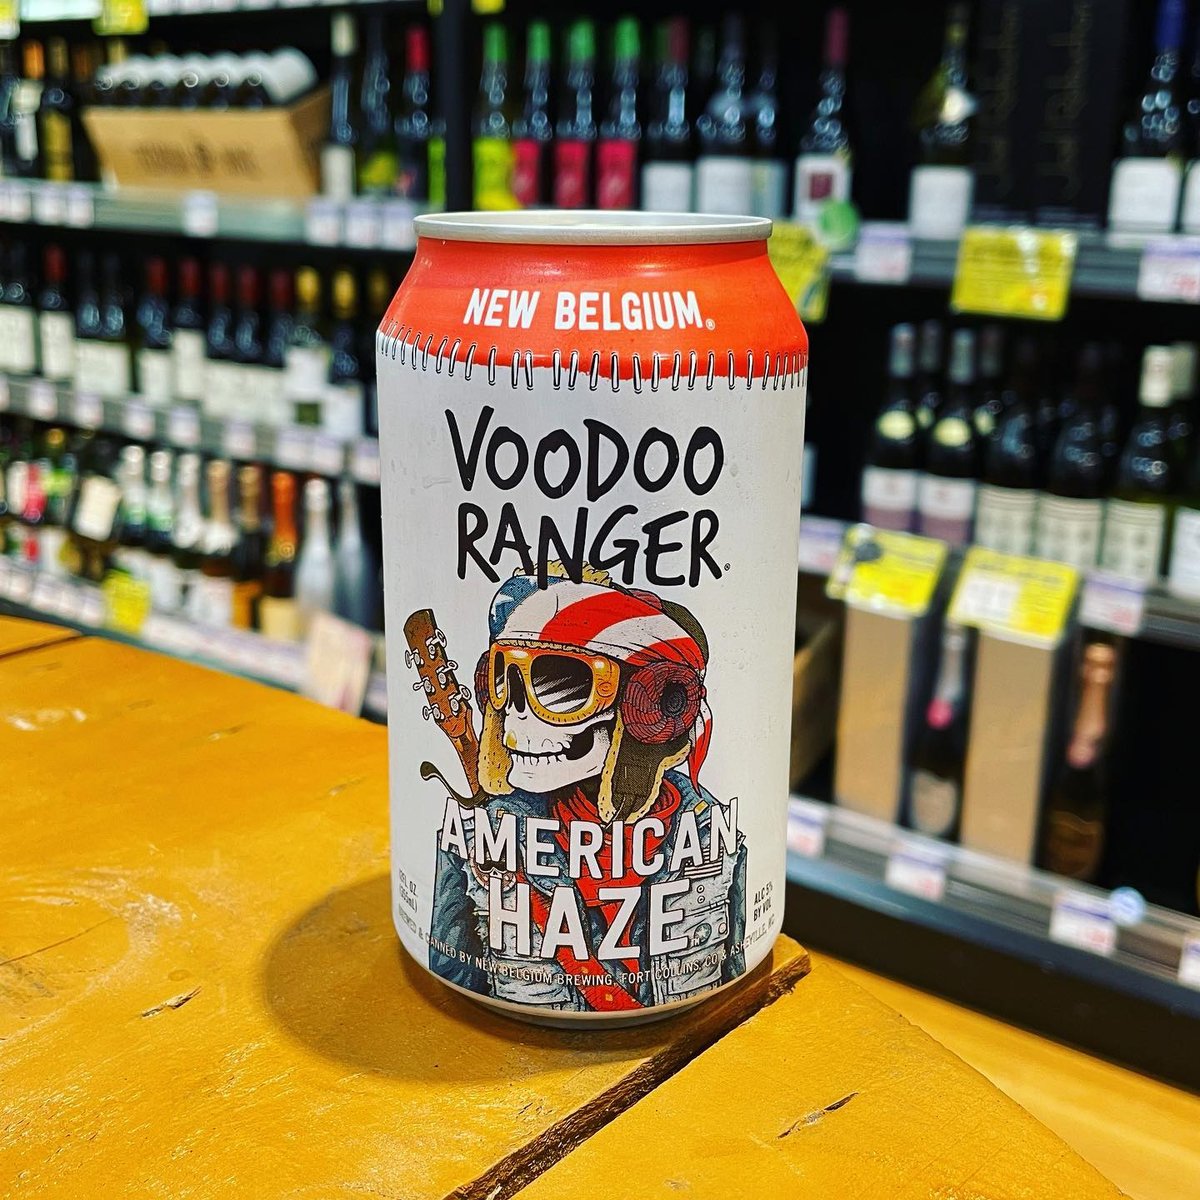 NEW BELGIUM®
VOODOO
RANGER®
AMERICAN
HAZE
12 FL. OZ
(355mL)
ALC 5%
BY VOL
BREWED & CANNED BY NEW BELGIUM BREWING, FORT COLLINS, CO & ASHEVILLE, NC